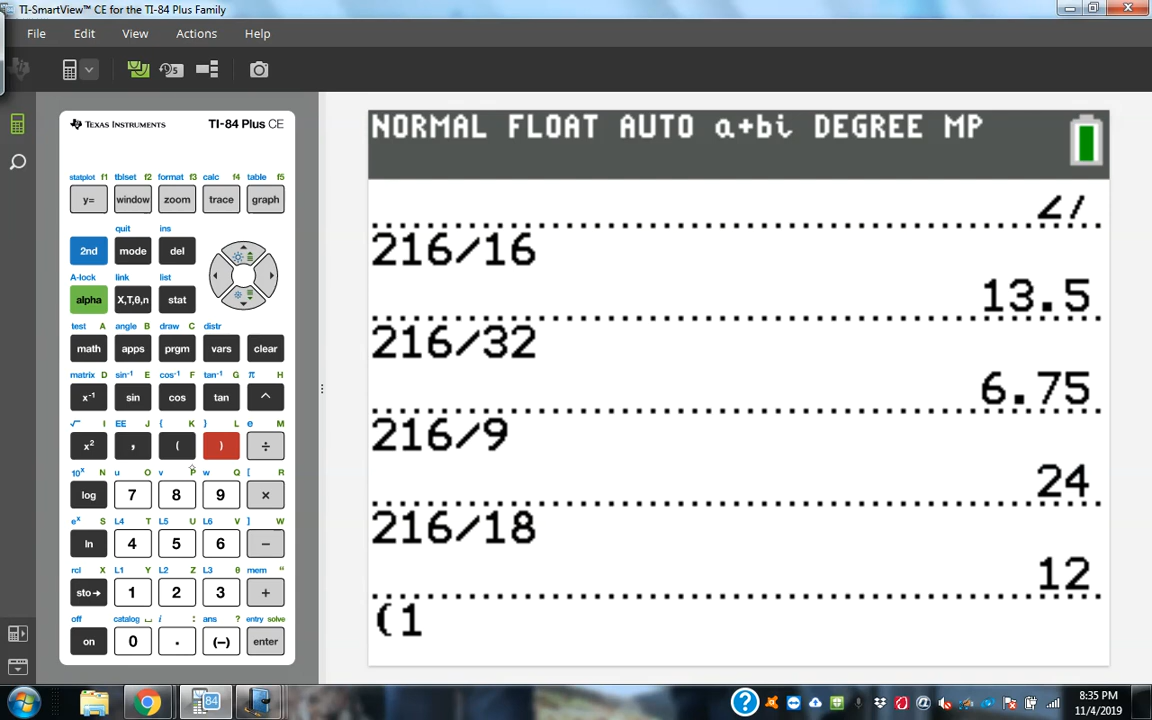 TI-SmartView™ CE for the TI-84 Plus Family
File Edit View Actions Help
TEXAS INSTRUMENTS TI-84 Plus CE
statplot f1 tblset f2 format f3 calc f4 table f5
y= window zoom trace graph
quit ins
2nd mode del
A-lock link list
alpha X,T,θ,n stat
test A angle B draw C distr
math apps prgm vars clear
matrix D sin⁻¹ E cos⁻¹ F tan⁻¹ G π H
x⁻¹ sin cos tan ^
√ I EE J { K } L e M
x² , ( ) ÷
10ˣ N u O v P w Q [ R
log 7 8 9 ×
eˣ S L4 T L5 U L6 V ] W
ln 4 5 6 −
rcl X L1 Y L2 Z L3 θ mem "
sto→ 1 2 3 +
off catalog ␣ i : ans ? entry solve
on 0 . (−) enter
NORMAL FLOAT AUTO a+bi DEGREE MP
216/16
13.5
216/32
6.75
216/9
24
216/18
12
(1
84
8:35 PM
11/4/2019